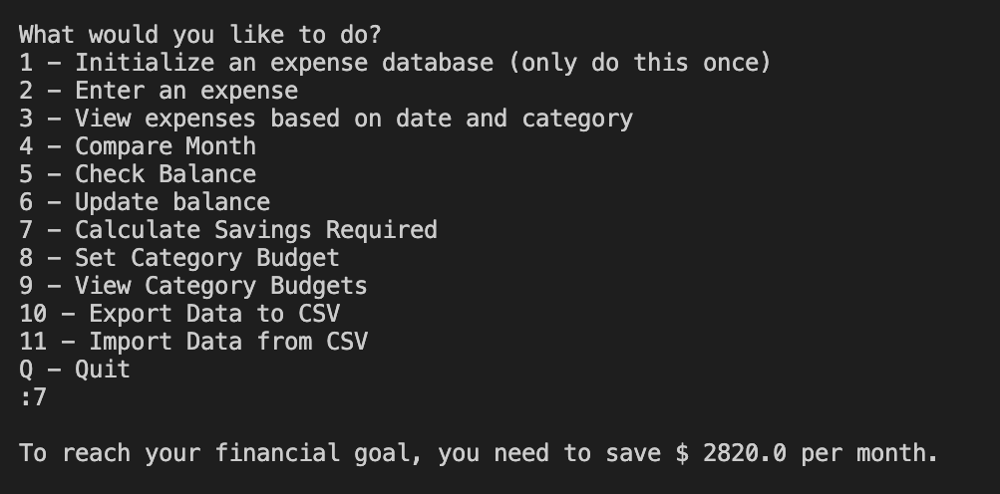 What would you like to do?
1 – Initialize an expense database (only do this once)
2 – Enter an expense
3 – View expenses based on date and category
4 – Compare Month
5 – Check Balance
6 – Update balance
7 – Calculate Savings Required
8 – Set Category Budget
9 – View Category Budgets
10 – Export Data to CSV
11 – Import Data from CSV
Q – Quit
:7
To reach your financial goal, you need to save $ 2820.0 per month.